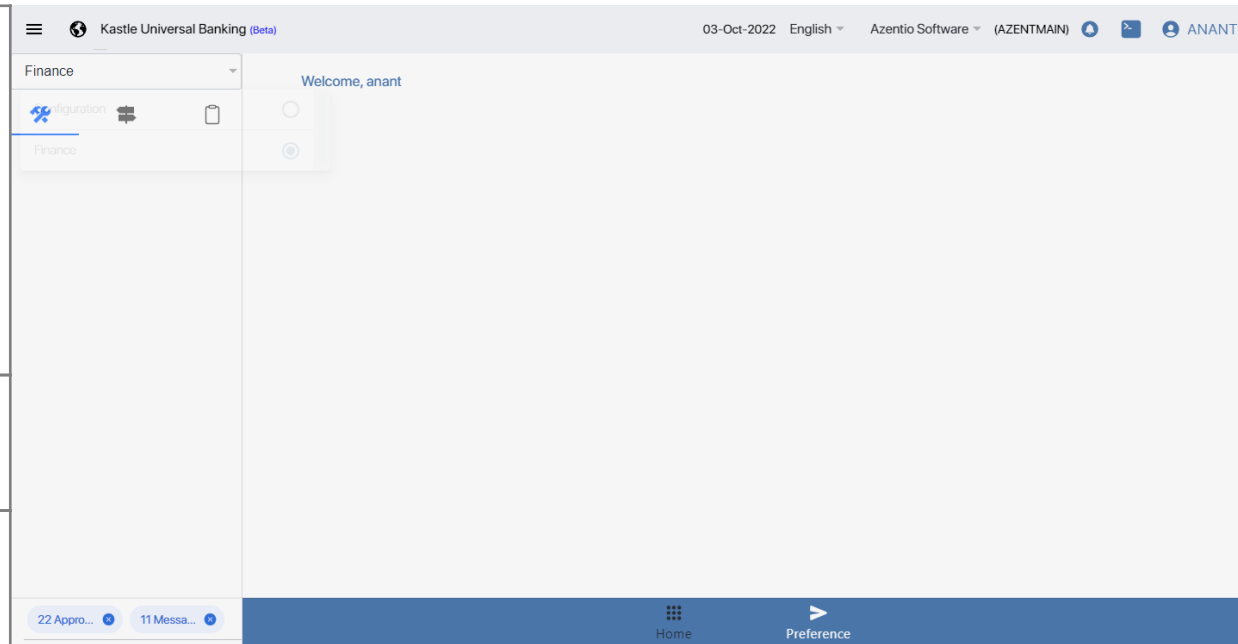 Kastle Universal Banking (Beta)
03-Oct-2022 English Azentio Software (AZENTMAIN) ANANT
Finance
Welcome, anant
Configuration
Finance
22 Appro... 11 Messa...
Home Preference